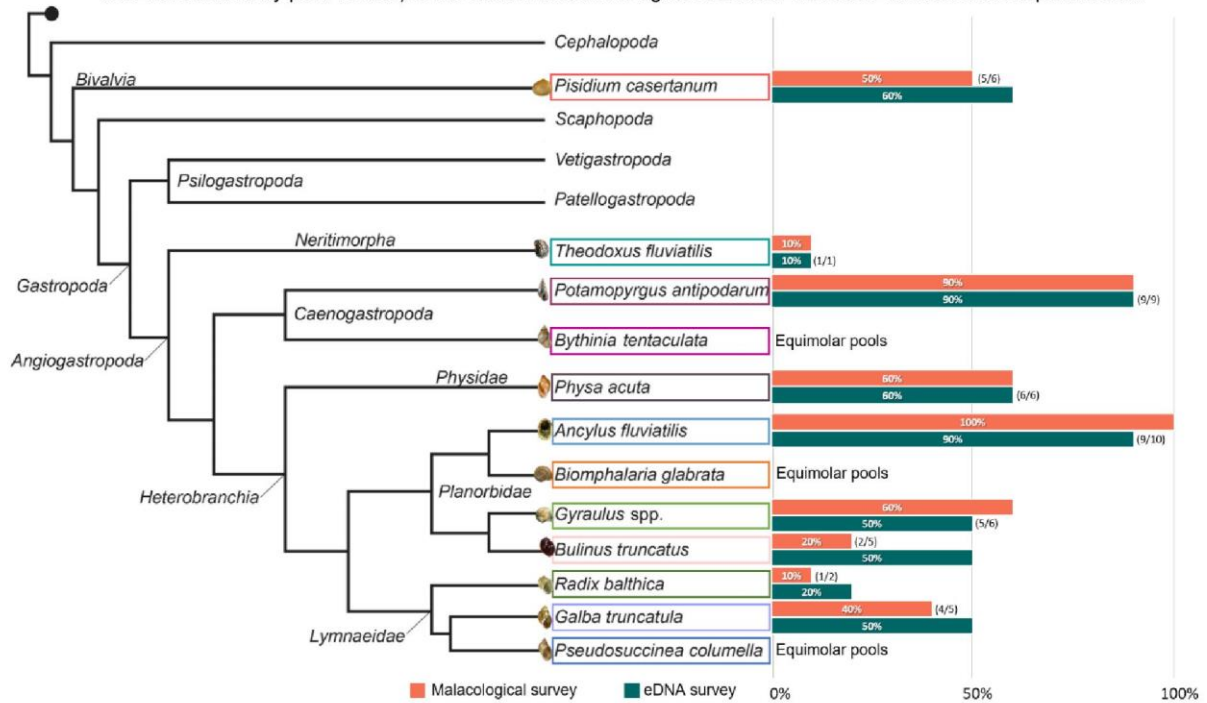 Cephalopoda
Bivalvia
Pisidium casertanum
50% (5/6)
60%
Scaphopoda
Vetigastropoda
Psilogastropoda
Patellogastropoda
Neritimorpha
Theodoxus fluviatilis
10%
10% (1/1)
Gastropoda
Potamopyrgus antipodarum
90%
90% (9/9)
Caenogastropoda
Angiogastropoda
Bythinia tentaculata Equimolar pools
Physidae
Physa acuta
60%
60% (6/6)
Ancylus fluviatilis
100%
90% (9/10)
Biomphalaria glabrata Equimolar pools
Planorbidae
Heterobranchia
Gyraulus spp.
60%
50% (5/6)
Bulinus truncatus
20% (2/5)
50%
Radix balthica
10% (1/2)
20%
Galba truncatula
40% (4/5)
50%
Lymnaeidae
Pseudosuccinea columella Equimolar pools
Malacological survey eDNA survey
0% 50% 100%